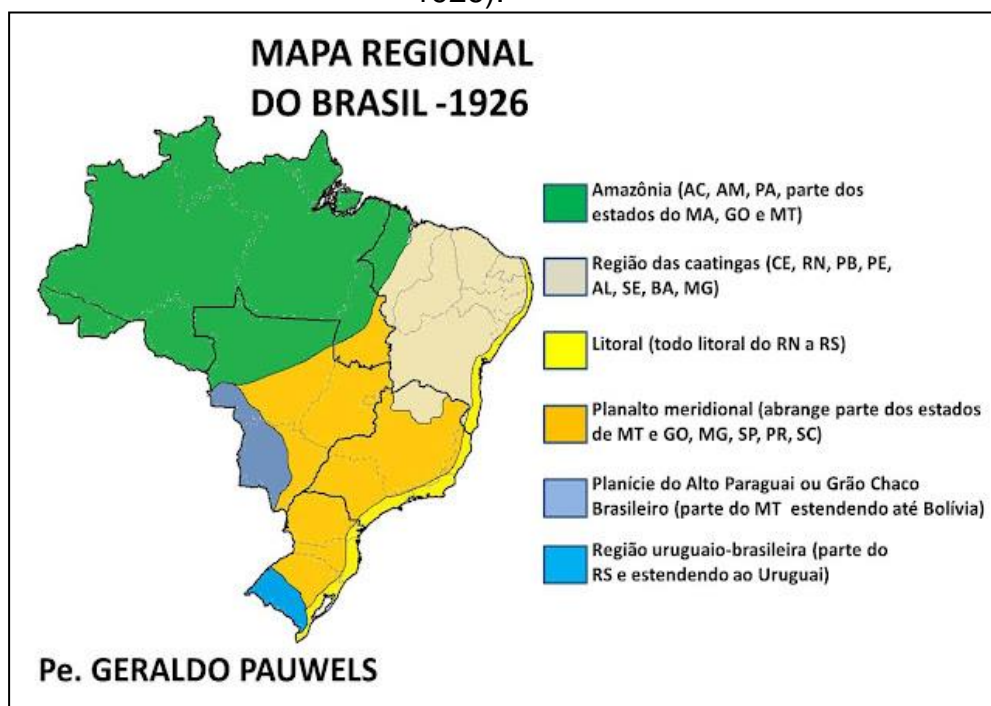 MAPA REGIONAL
DO BRASIL -1926
Amazônia (AC, AM, PA, parte dos
estados do MA, GO e MT)
Região das caatingas (CE, RN, PB, PE,
AL, SE, BA, MG)
Litoral (todo litoral do RN a RS)
Planalto meridional (abrange parte dos estados
de MT e GO, MG, SP, PR, SC)
Planície do Alto Paraguai ou Grão Chaco
Brasileiro (parte do MT estendendo até Bolívia)
Região uruguaio-brasileira (parte do
RS e estendendo ao Uruguai)
Pe. GERALDO PAUWELS